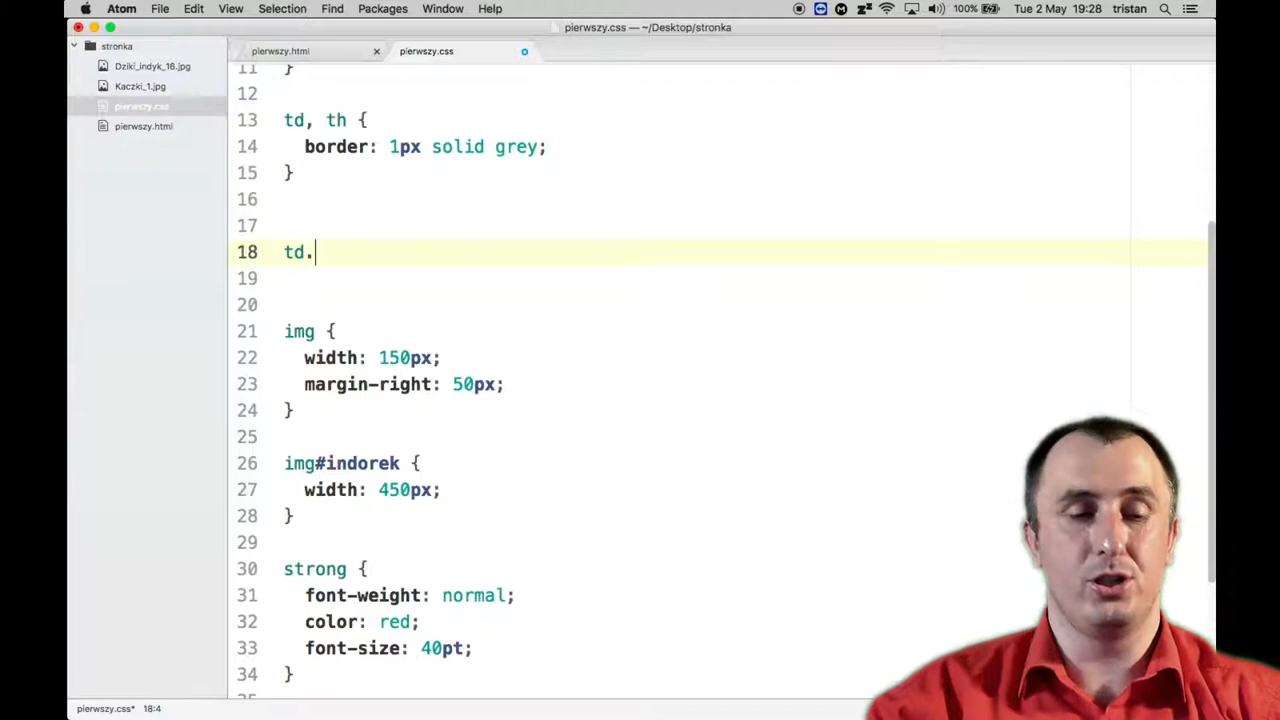 Atom File Edit View Selection Find Packages Window Help 100% Tue 2 May 19:28 tristan
pierwszy.css — ~/Desktop/stronka
stronka
Dziki_indyk_16.jpg
Kaczki_1.jpg
pierwszy.css
pierwszy.html
pierwszy.html pierwszy.css
11 }
12
13 td, th {
14 border: 1px solid grey;
15 }
16
17
18 td.
19
20
21 img {
22 width: 150px;
23 margin-right: 50px;
24 }
25
26 img#indorek {
27 width: 450px;
28 }
29
30 strong {
31 font-weight: normal;
32 color: red;
33 font-size: 40pt;
34 }
pierwszy.css* 18:4